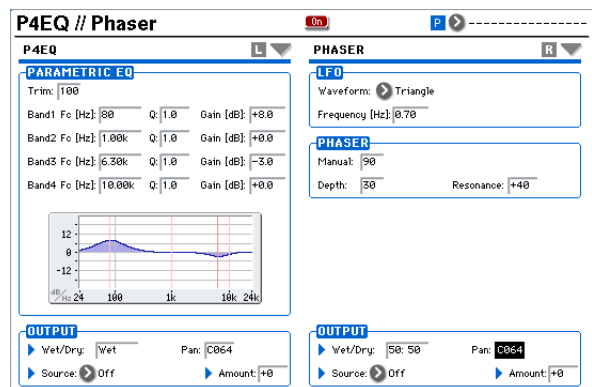 P4EQ // Phaser
On
P ----------------
P4EQ
L
PARAMETRIC EQ
Trim: 100
Band1 Fc [Hz]: 80 Q: 1.0 Gain [dB]: +8.0
Band2 Fc [Hz]: 1.00k Q: 1.0 Gain [dB]: +0.0
Band3 Fc [Hz]: 6.30k Q: 1.0 Gain [dB]: -3.0
Band4 Fc [Hz]: 10.00k Q: 1.0 Gain [dB]: +0.0
12
0
-12
dB/Hz 24 100 1k 10k 24k
OUTPUT
Wet/Dry: Wet Pan: C064
Source: Off Amount: +0
PHASER
R
LFO
Waveform: Triangle
Frequency [Hz]: 0.70
PHASER
Manual: 90
Depth: 30 Resonance: +40
OUTPUT
Wet/Dry: 50: 50 Pan: C064
Source: Off Amount: +0